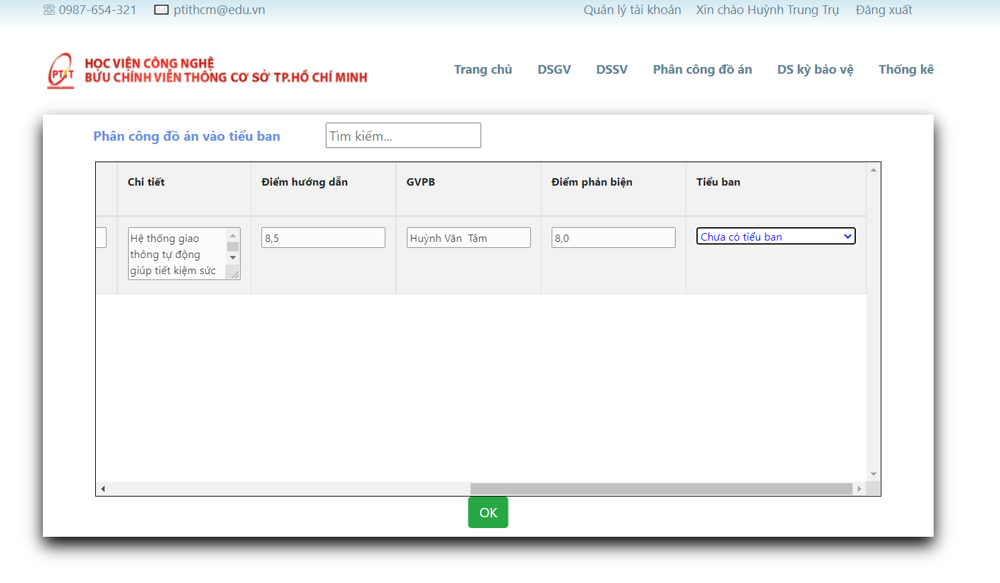 0987-654-321 ptithcm@edu.vn Quản lý tài khoản Xin chào Huỳnh Trung Trụ Đăng xuất
PTIT
HỌC VIỆN CÔNG NGHỆ
BƯU CHÍNH VIỄN THÔNG CƠ SỞ TP.HỒ CHÍ MINH
Trang chủ DSGV DSSV Phân công đồ án DS kỳ bảo vệ Thống kê
Phân công đồ án vào tiểu ban Tìm kiếm...
Chi tiết Điểm hướng dẫn GVPB Điểm phản biện Tiểu ban
Hệ thống giao 8,5 Huỳnh Văn Tâm 8,0 Chưa có tiểu ban
thông tự động
giúp tiết kiệm sức
OK